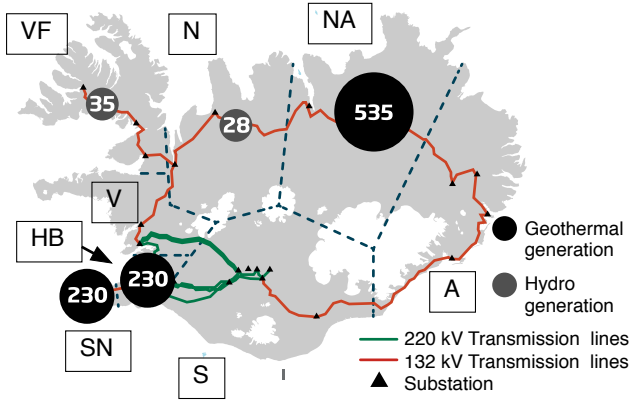 VF
N
NA
35
28
535
V
HB
230
230
SN
S
A
Geothermal
generation
Hydro
generation
220 kV Transmission lines
132 kV Transmission lines
Substation